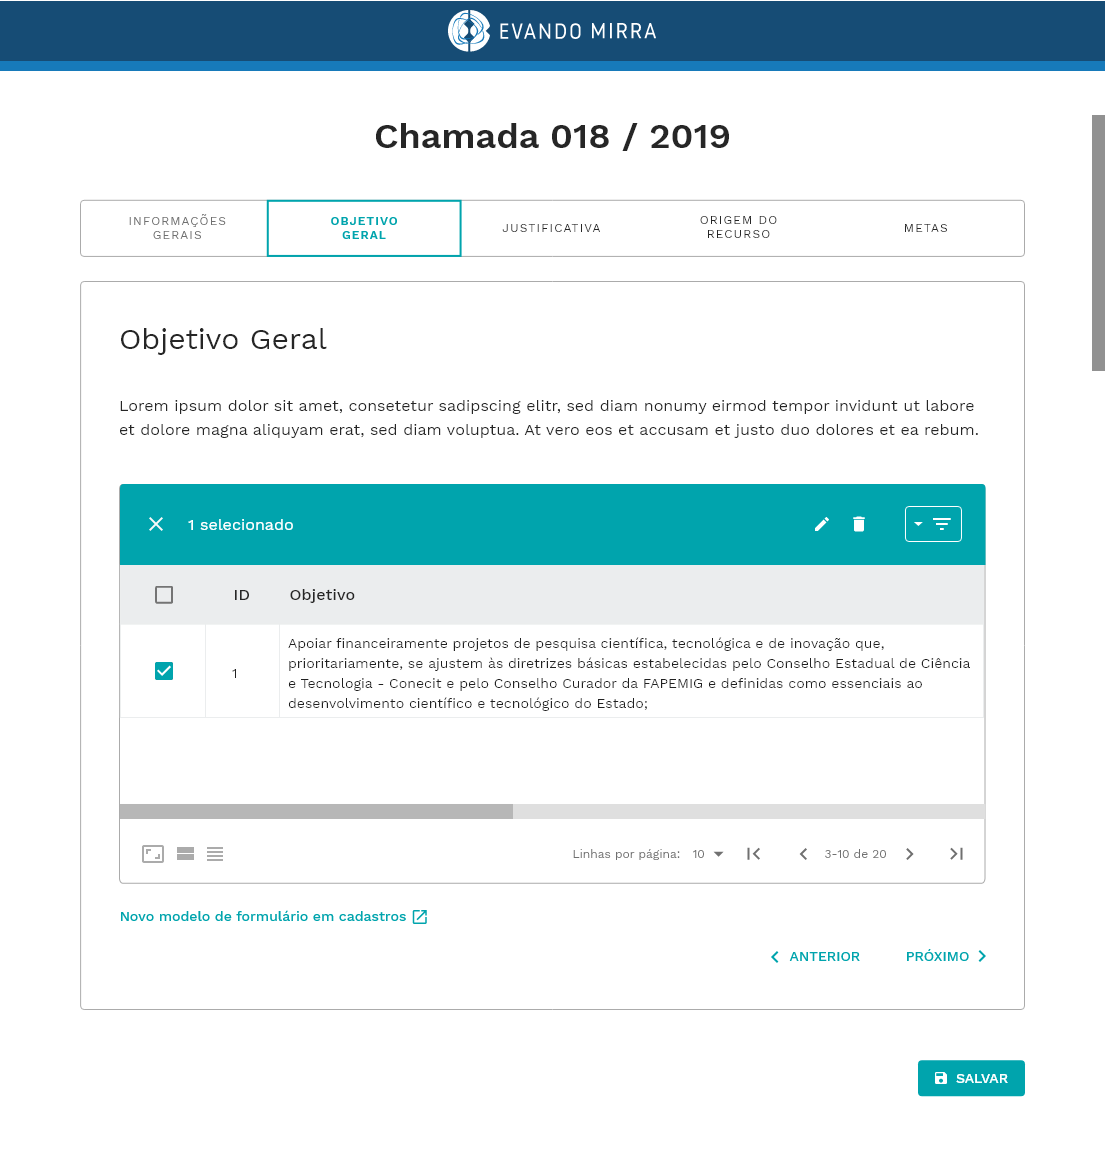 EVANDO MIRRA
Chamada 018 / 2019
INFORMAÇÕES
GERAIS
OBJETIVO
GERAL
JUSTIFICATIVA
ORIGEM DO
RECURSO
METAS
Objetivo Geral
Lorem ipsum dolor sit amet, consetetur sadipscing elitr, sed diam nonumy eirmod tempor invidunt ut labore
et dolore magna aliquyam erat, sed diam voluptua. At vero eos et accusam et justo duo dolores et ea rebum.
1 selecionado
ID Objetivo
1
Apoiar financeiramente projetos de pesquisa científica, tecnológica e de inovação que,
prioritariamente, se ajustem às diretrizes básicas estabelecidas pelo Conselho Estadual de Ciência
e Tecnologia - Conecit e pelo Conselho Curador da FAPEMIG e definidas como essenciais ao
desenvolvimento científico e tecnológico do Estado;
Linhas por página: 10 3-10 de 20
Novo modelo de formulário em cadastros
ANTERIOR PRÓXIMO
SALVAR